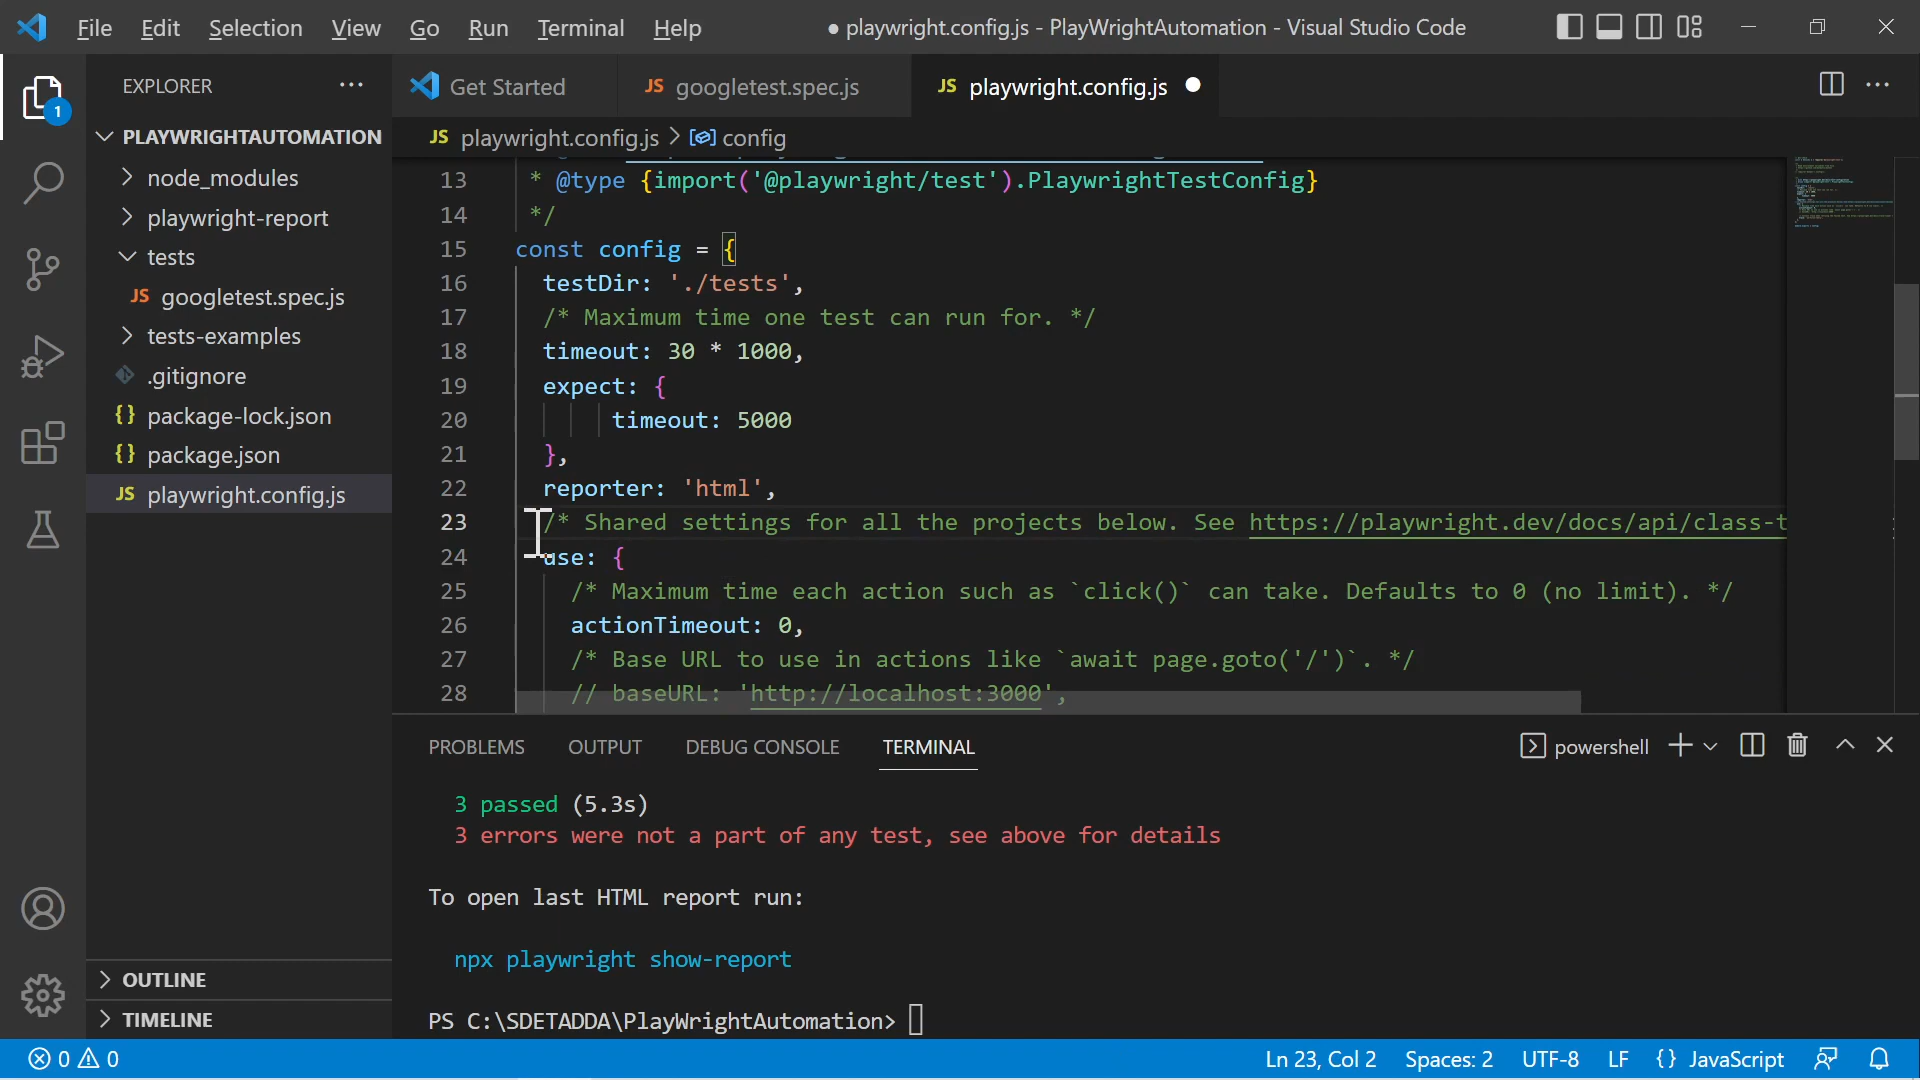 File Edit Selection View Go Run Terminal Help
● playwright.config.js - PlayWrightAutomation - Visual Studio Code
EXPLORER
Get Started
JS googletest.spec.js
JS playwright.config.js
1
PLAYWRIGHTAUTOMATION
JS playwright.config.js > config
node_modules
playwright-report
tests
JS googletest.spec.js
tests-examples
.gitignore
{} package-lock.json
{} package.json
JS playwright.config.js
OUTLINE
TIMELINE
13 * @type {import('@playwright/test').PlaywrightTestConfig}
14 */
15 const config = {
16 testDir: './tests',
17 /* Maximum time one test can run for. */
18 timeout: 30 * 1000,
19 expect: {
20 timeout: 5000
21 },
22 reporter: 'html',
23 /* Shared settings for all the projects below. See https://playwright.dev/docs/api/class-t
24 use: {
25 /* Maximum time each action such as `click()` can take. Defaults to 0 (no limit). */
26 actionTimeout: 0,
27 /* Base URL to use in actions like `await page.goto('/')`. */
28 // baseURL: 'http://localhost:3000',
PROBLEMS OUTPUT DEBUG CONSOLE TERMINAL
powershell
3 passed (5.3s)
3 errors were not a part of any test, see above for details
To open last HTML report run:
npx playwright show-report
PS C:\SDETADDA\PlayWrightAutomation>
0 0
Ln 23, Col 2 Spaces: 2 UTF-8 LF {} JavaScript